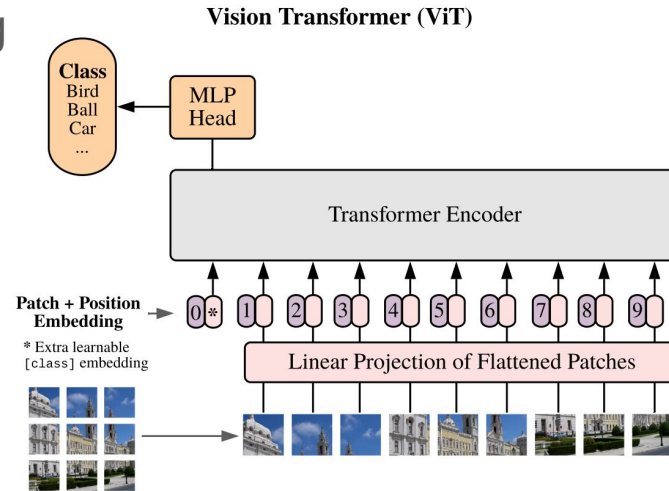 Vision Transformer (ViT)
Class
Bird
Ball
Car
...
MLP
Head
Transformer Encoder
Patch + Position
Embedding
* Extra learnable
[class] embedding
0 * 1 2 3 4 5 6 7 8 9
Linear Projection of Flattened Patches